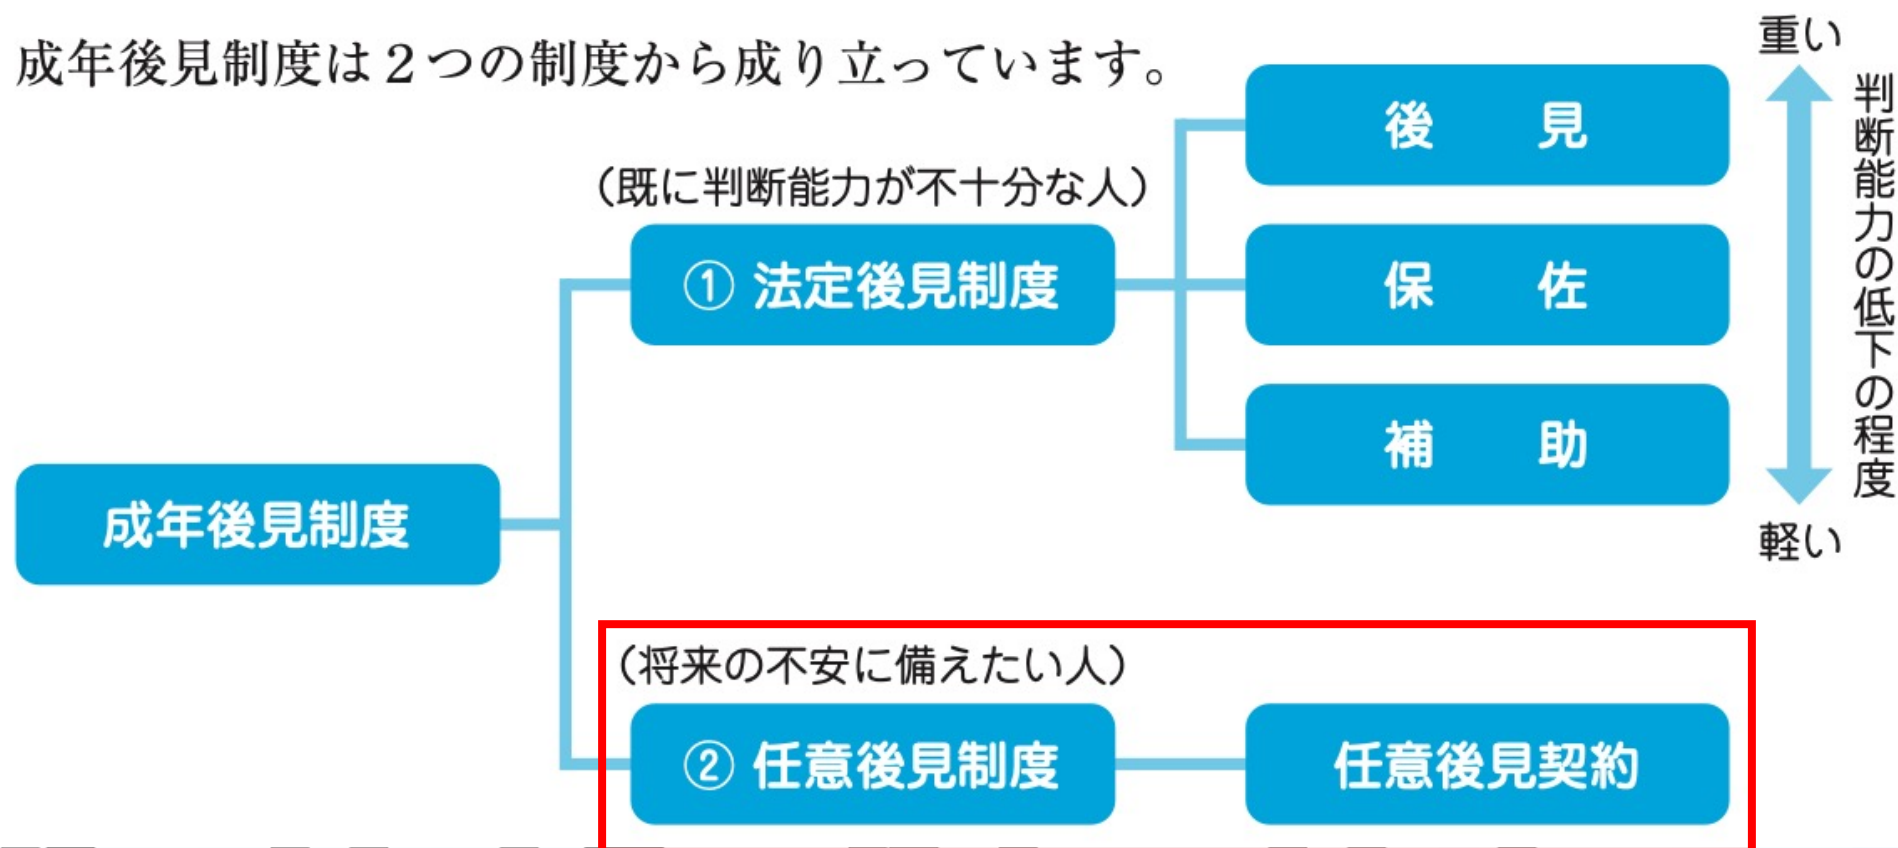 成年後見制度は２つの制度から成り立っています。
重い
判断能力の低下の程度
軽い
後見
（既に判断能力が不十分な人）
① 法定後見制度
保佐
補助
成年後見制度
（将来の不安に備えたい人）
② 任意後見制度
任意後見契約